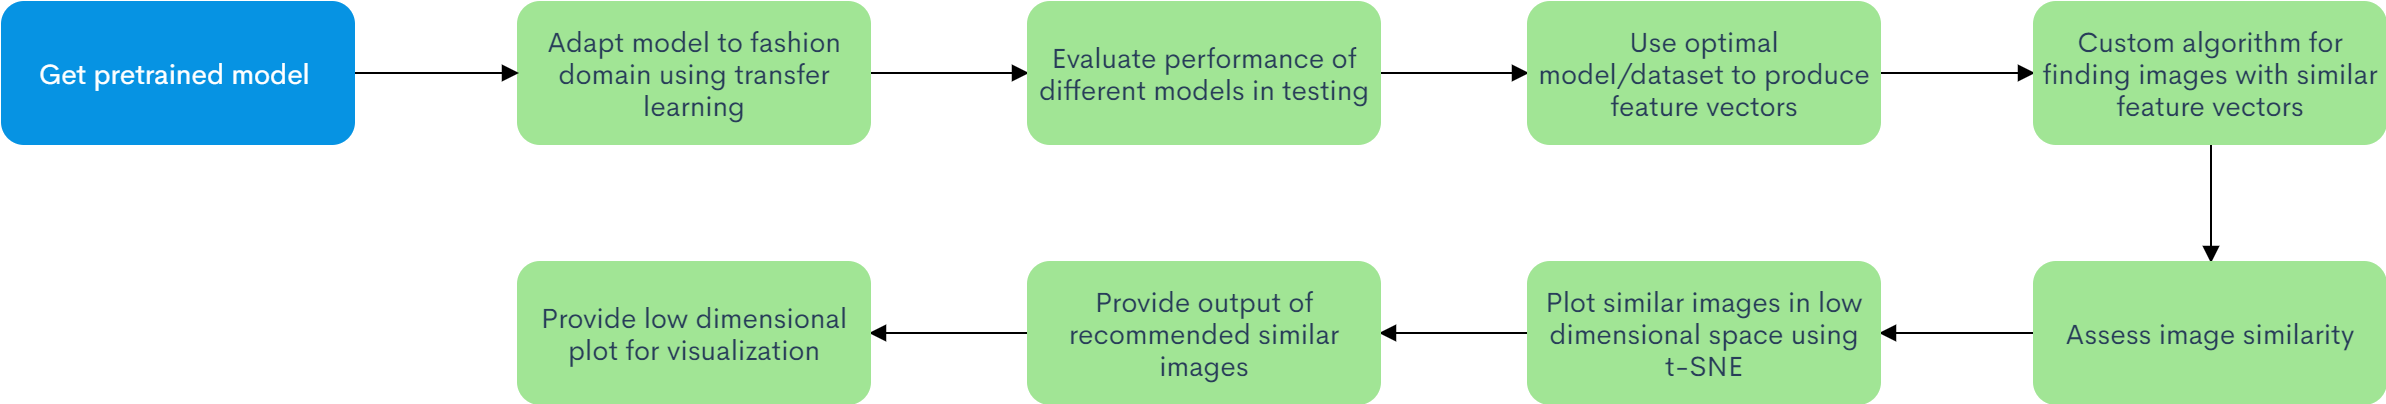 Get pretrained model
Adapt model to fashion
domain using transfer
learning
Evaluate performance of
different models in testing
Use optimal
model/dataset to produce
feature vectors
Custom algorithm for
finding images with similar
feature vectors
Assess image similarity
Plot similar images in low
dimensional space using
t-SNE
Provide output of
recommended similar
images
Provide low dimensional
plot for visualization